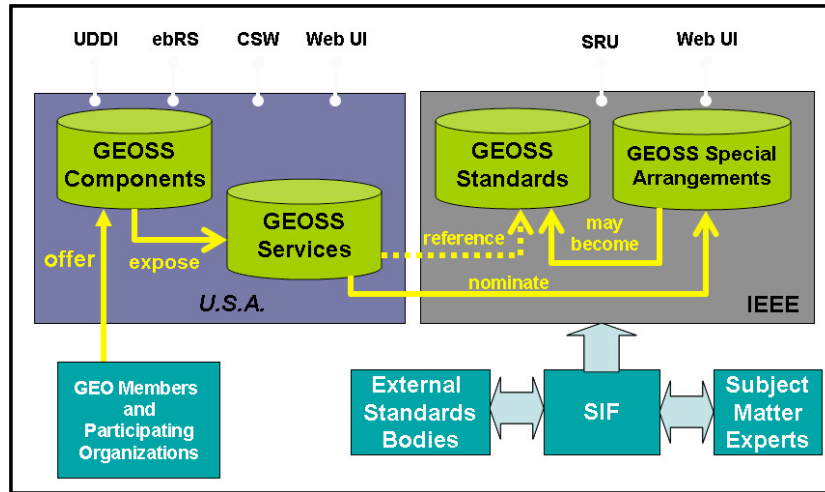 UDDI ebRS CSW Web UI SRU Web UI
GEOSS
Components
GEOSS
Services
GEOSS
Standards
GEOSS Special
Arrangements
offer
expose
reference
may
become
nominate
U.S.A.
IEEE
GEO Members
and
Participating
Organizations
External
Standards
Bodies
SIF
Subject
Matter
Experts